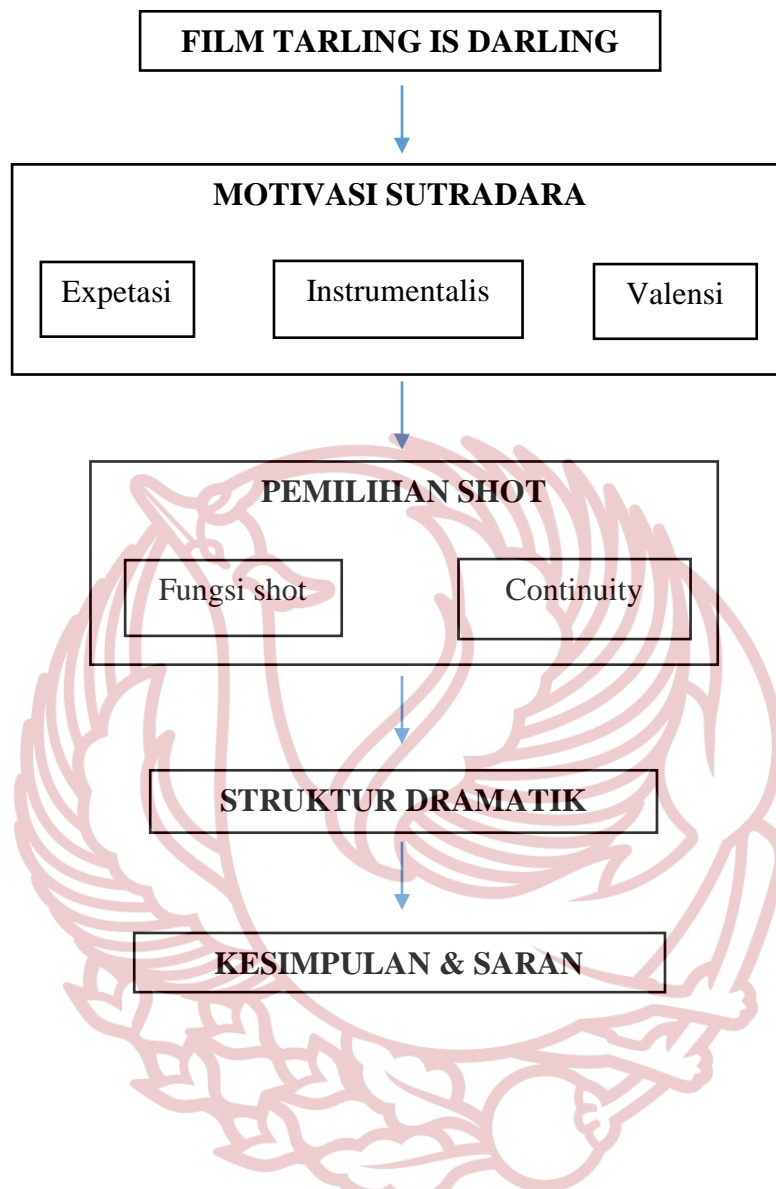 FILM TARLING IS DARLING
MOTIVASI SUTRADARA
Expetasi
Instrumentalis
Valensi
PEMILIHAN SHOT
Fungsi shot
Continuity
STRUKTUR DRAMATIK
KESIMPULAN & SARAN